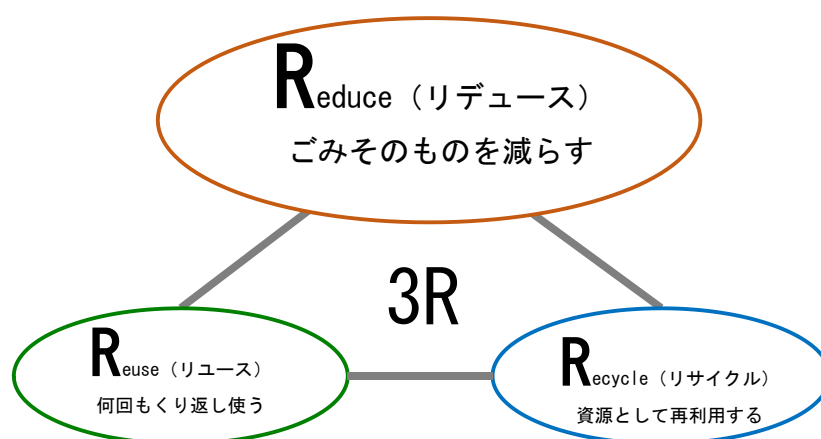 Reduce（リデュース）
ごみそのものを減らす
3R
Reuse（リユース）
何回もくり返し使う
Recycle（リサイクル）
資源として再利用する